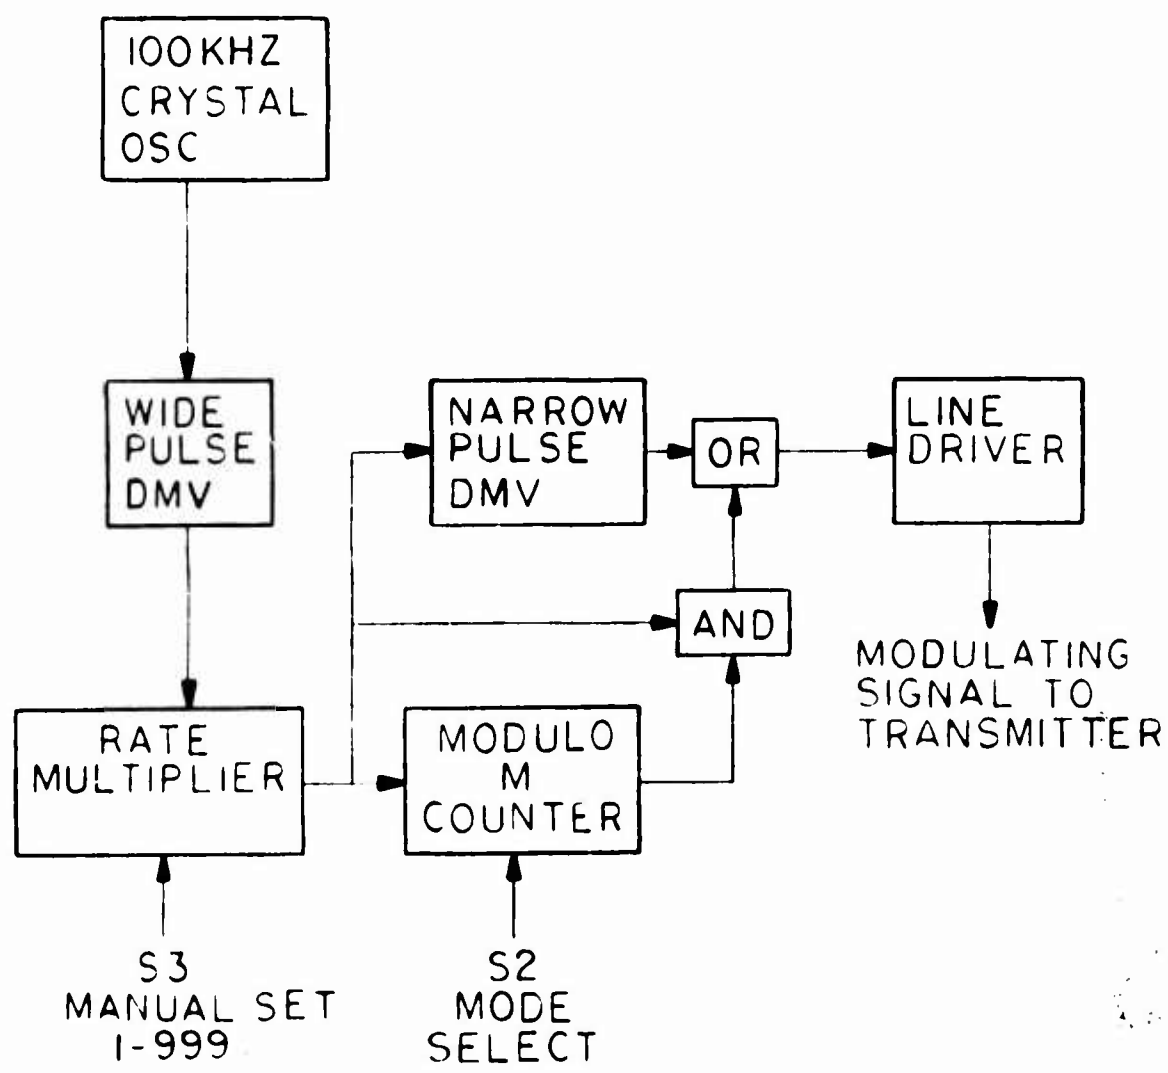 100KHZ
CRYSTAL
OSC
WIDE
PULSE
DMV
NARROW
PULSE
DMV
OR
LINE
DRIVER
AND
MODULATING
SIGNAL TO
TRANSMITTER
RATE
MULTIPLIER
MODULO
M
COUNTER
S3
MANUAL SET
1-999
S2
MODE
SELECT